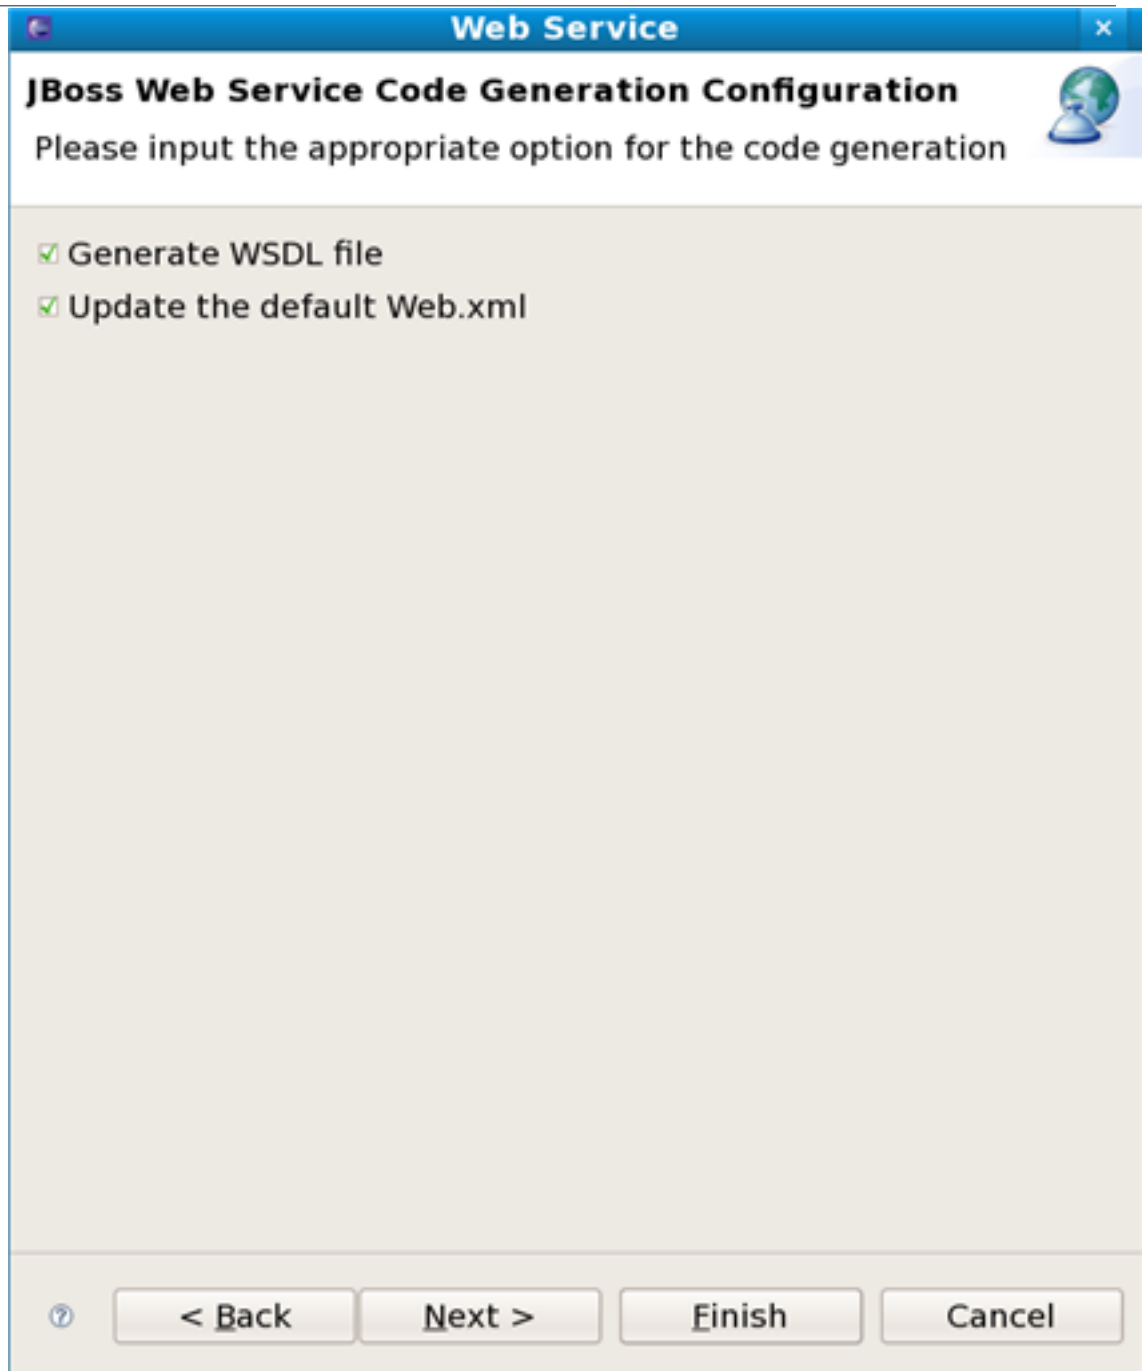 Web Service
JBoss Web Service Code Generation Configuration
Please input the appropriate option for the code generation
Generate WSDL file
Update the default Web.xml
? < Back Next > Finish Cancel